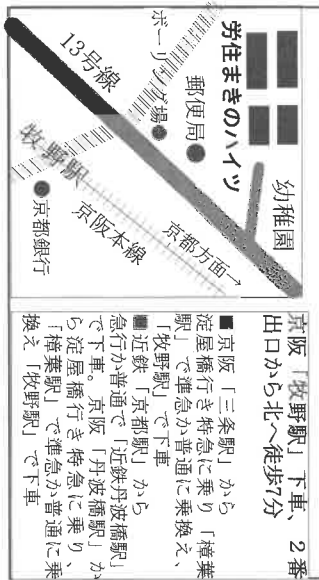 京阪「牧野駅」下車、2番
出口から北へ徒歩7分
■京阪「三条駅」から
淀屋橋行き特急に乗り「樟葉
駅」で準急か普通に乗換え、
「牧野駅」で下車
■近鉄「京都駅」から
急行か普通で「近鉄丹波橋駅」
で下車。京阪「丹波橋駅」か
ら淀屋橋行き特急に乗り、
「樟葉駅」で準急か普通に乗
換え「牧野駅」で下車
幼稚園
労住まきのハイツ
郵便局
ボーリング場
13号線
京都方面→
京阪本線
牧野駅
京都銀行